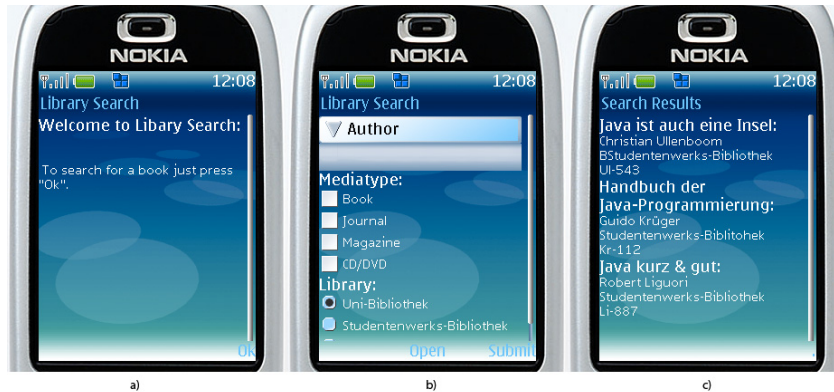 NOKIA
12:08
Library Search
Welcome to Libary Search:
To search for a book just press
"Ok".
Ok
a)
NOKIA
12:08
Library Search
Author
Mediatype:
Book
Journal
Magazine
CD/DVD
Library:
Uni-Bibliothek
Studentenwerks-Bibliothek
Open
Submit
b)
NOKIA
12:08
Search Results
Java ist auch eine Insel:
Christian Ullenboom
BStudentenwerks-Bibliothek
Ul-543
Handbuch der
Java-Programmierung:
Guido Krüger
Studentenwerks-Biblitohek
Kr-112
Java kurz & gut:
Robert Liguori
Studentenwerks-Bibliothek
Li-887
c)